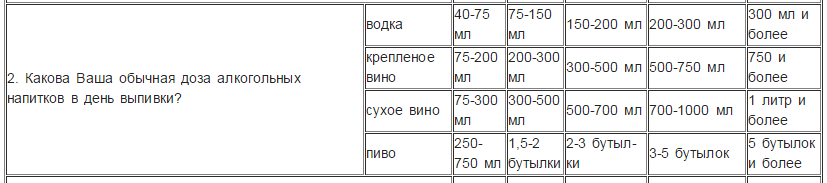 2. Какова Ваша обычная доза алкогольных
напитков в день выпивки?
водка
40-75
мл
75-150
мл
150-200 мл
200-300 мл
300 мл и
более
крепленое
вино
75-200
мл
200-300
мл
300-500 мл
500-750 мл
750 и
более
сухое вино
75-300
мл
300-500
мл
500-700 мл
700-1000 мл
1 литр и
более
пиво
250-
750 мл
1,5-2
бутылки
2-3 бутыл-
ки
3-5 бутылок
5 бутылок
и более